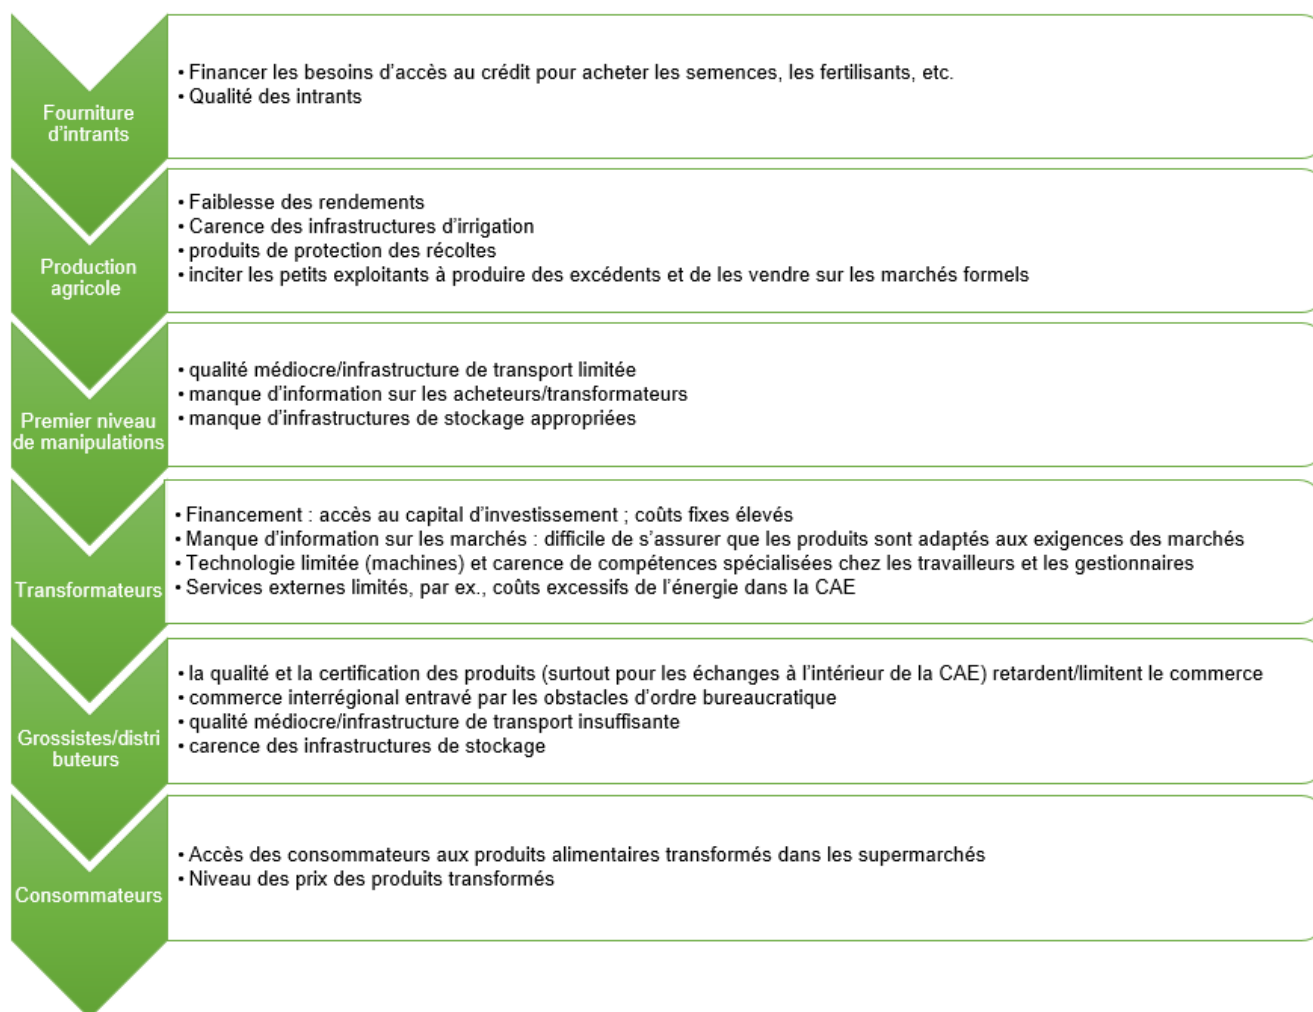 Fourniture
d’intrants
• Financer les besoins d’accès au crédit pour acheter les semences, les fertilisants, etc.
• Qualité des intrants
Production
agricole
• Faiblesse des rendements
• Carence des infrastructures d’irrigation
• produits de protection des récoltes
• inciter les petits exploitants à produire des excédents et de les vendre sur les marchés formels
Premier niveau
de manipulations
• qualité médiocre/infrastructure de transport limitée
• manque d’information sur les acheteurs/transformateurs
• manque d’infrastructures de stockage appropriées
Transformateurs
• Financement : accès au capital d’investissement ; coûts fixes élevés
• Manque d’information sur les marchés : difficile de s’assurer que les produits sont adaptés aux exigences des marchés
• Technologie limitée (machines) et carence de compétences spécialisées chez les travailleurs et les gestionnaires
• Services externes limités, par ex., coûts excessifs de l’énergie dans la CAE
Grossistes/distri
buteurs
• la qualité et la certification des produits (surtout pour les échanges à l’intérieur de la CAE) retardent/limitent le commerce
• commerce interrégional entravé par les obstacles d’ordre bureaucratique
• qualité médiocre/infrastructure de transport insuffisante
• carence des infrastructures de stockage
Consommateurs
• Accès des consommateurs aux produits alimentaires transformés dans les supermarchés
• Niveau des prix des produits transformés